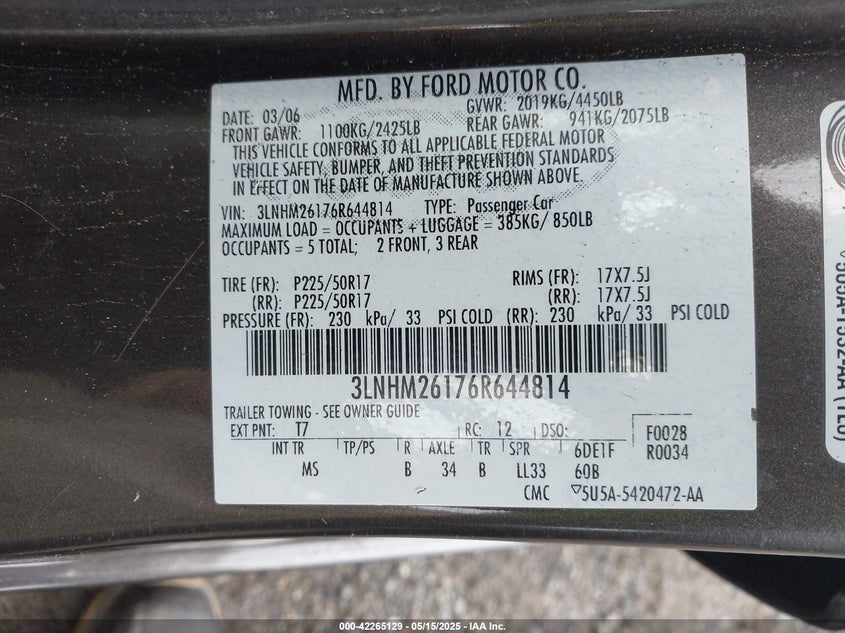 MFD. BY FORD MOTOR CO.
DATE: 03/06 GVWR: 2019KG/4450LB
FRONT GAWR: 1100KG/2425LB REAR GAWR: 941KG/2075LB
THIS VEHICLE CONFORMS TO ALL APPLICABLE FEDERAL MOTOR
VEHICLE SAFETY, BUMPER, AND THEFT PREVENTION STANDARDS
IN EFFECT ON THE DATE OF MANUFACTURE SHOWN ABOVE.
VIN: 3LNHM26176R644814 TYPE: Passenger Car
MAXIMUM LOAD = OCCUPANTS + LUGGAGE = 385KG/ 850LB
OCCUPANTS = 5 TOTAL; 2 FRONT, 3 REAR
TIRE (FR): P225/50R17 RIMS (FR): 17X7.5J
(RR): P225/50R17 (RR): 17X7.5J
PRESSURE (FR): 230 kPa/ 33 PSI COLD (RR): 230 kPa/ 33 PSI COLD
3LNHM26176R644814
TRAILER TOWING - SEE OWNER GUIDE
EXT PNT: T7 RC: 12 DSO: F0028
INT TR TP/PS R AXLE TR SPR 6DE1F R0034
MS B 34 B LL33 60B
CMC ▽5U5A-5420472-AA
000-42265129 - 05/15/2025 - IAA Inc.